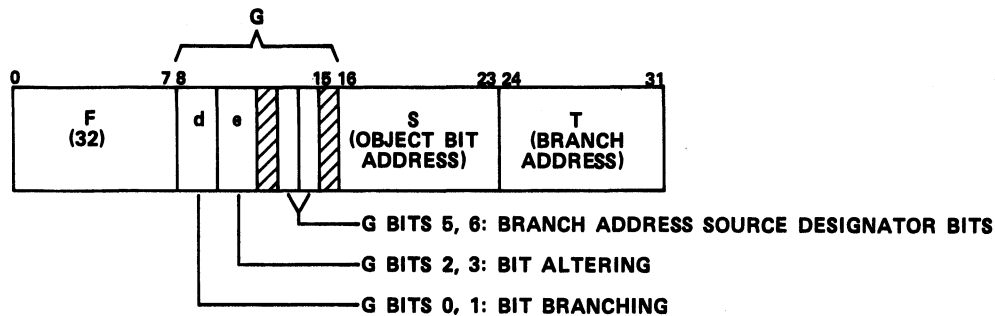 G
0 7 8 15 16 23 24 31
F d e S T
(32) (OBJECT BIT (BRANCH
ADDRESS) ADDRESS)
G BITS 5, 6: BRANCH ADDRESS SOURCE DESIGNATOR BITS
G BITS 2, 3: BIT ALTERING
G BITS 0, 1: BIT BRANCHING